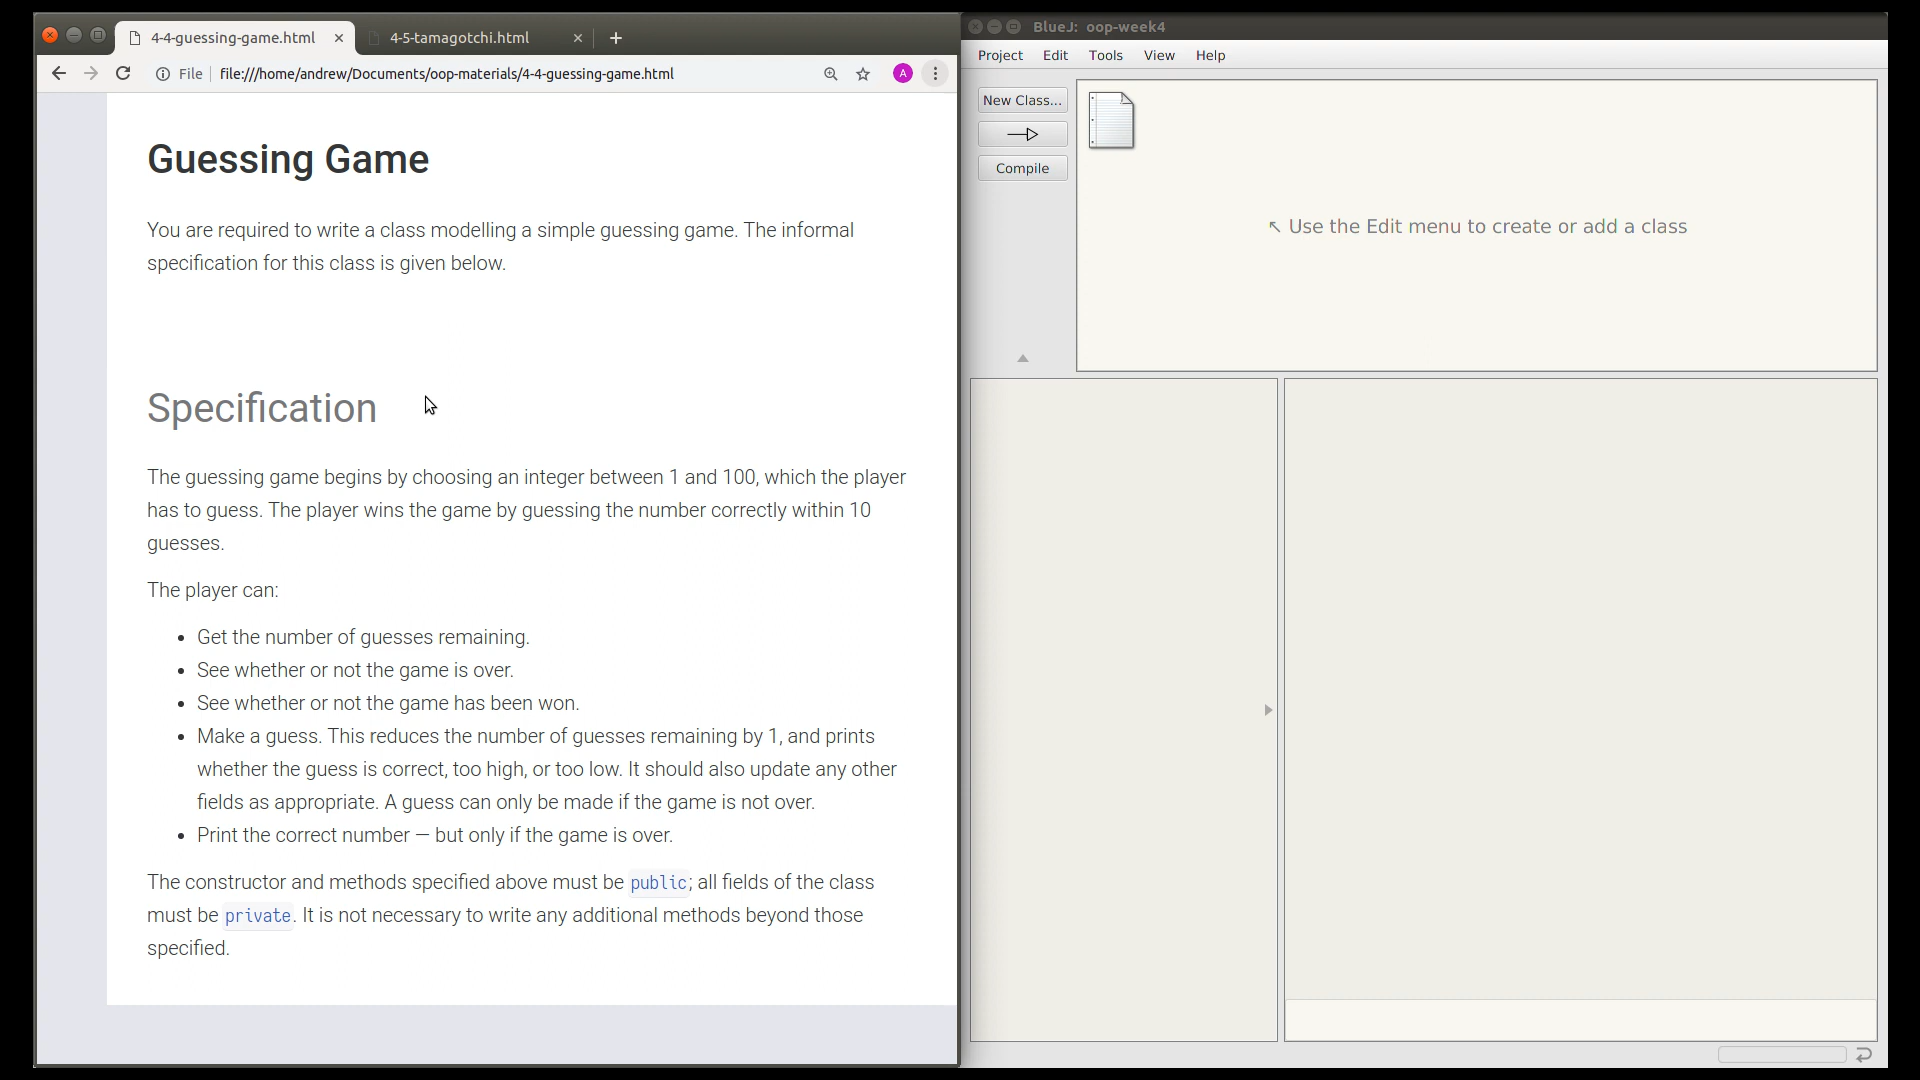 4-4-guessing-game.html
4-5-tamagotchi.html
File
file:///home/andrew/Documents/oop-materials/4-4-guessing-game.html
A
Guessing Game
You are required to write a class modelling a simple guessing game. The informal
specification for this class is given below.
Specification
The guessing game begins by choosing an integer between 1 and 100, which the player
has to guess. The player wins the game by guessing the number correctly within 10
guesses.
The player can:
• Get the number of guesses remaining.
• See whether or not the game is over.
• See whether or not the game has been won.
• Make a guess. This reduces the number of guesses remaining by 1, and prints
whether the guess is correct, too high, or too low. It should also update any other
fields as appropriate. A guess can only be made if the game is not over.
• Print the correct number — but only if the game is over.
The constructor and methods specified above must be public; all fields of the class
must be private. It is not necessary to write any additional methods beyond those
specified.
BlueJ: oop-week4
Project Edit Tools View Help
New Class...
Compile
Use the Edit menu to create or add a class